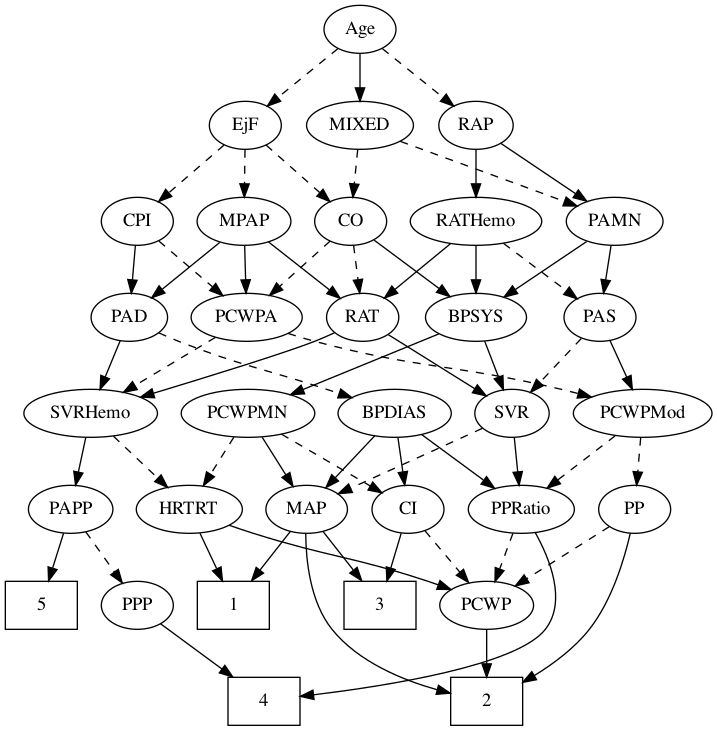 Age
EjF MIXED RAP
CPI MPAP CO RATHemo PAMN
PAD PCWPA RAT BPSYS PAS
SVRHemo PCWPMN BPDIAS SVR PCWPMod
PAPP HRTRT MAP CI PPRatio PP
5 PPP 1 3 PCWP
4 2